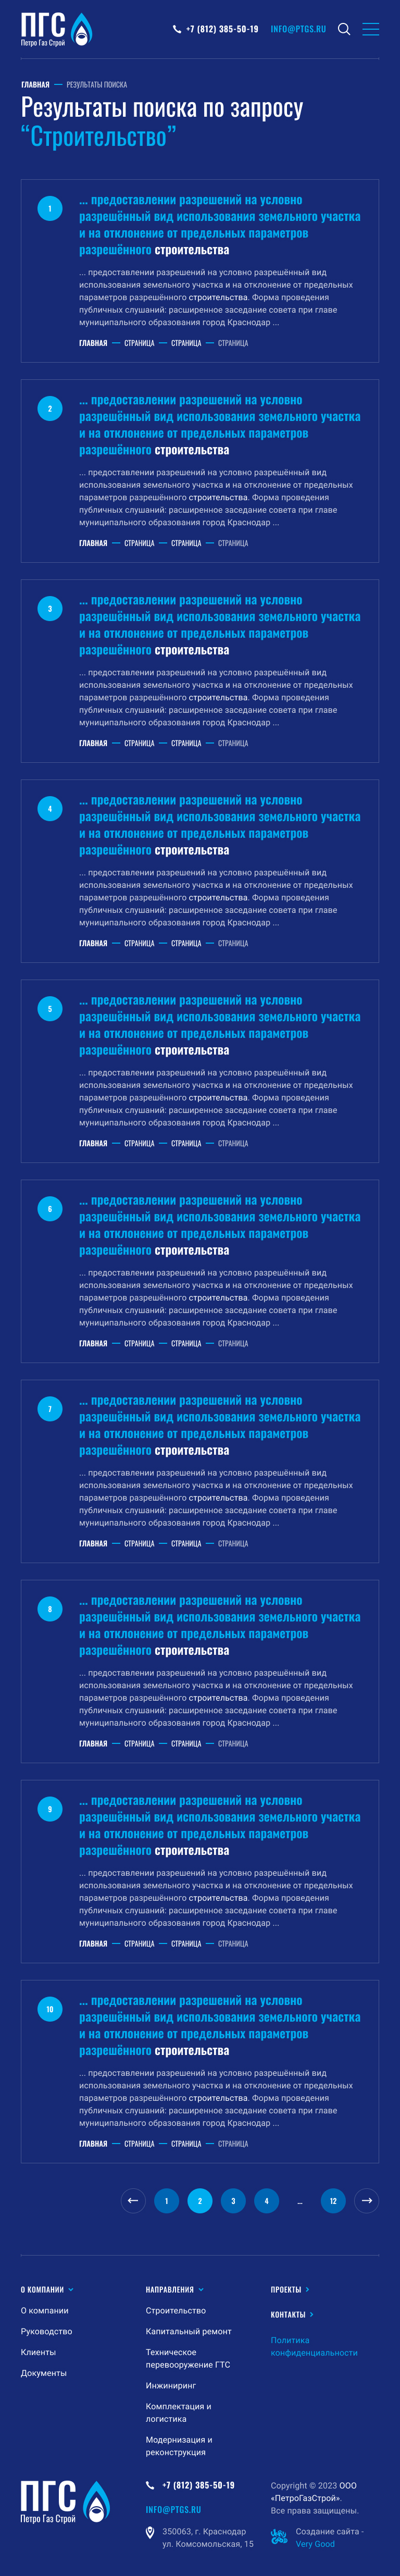 ПГС
Петро Газ Строй
+7 (812) 385-50-19
INFO@PTGS.RU
ГЛАВНАЯ — РЕЗУЛЬТАТЫ ПОИСКА
Результаты поиска по запросу
“Строительство”
1
... предоставлении разрешений на условно
разрешённый вид использования земельного участка
и на отклонение от предельных параметров
разрешённого строительства
... предоставлении разрешений на условно разрешённый вид
использования земельного участка и на отклонение от предельных
параметров разрешённого строительства. Форма проведения
публичных слушаний: расширенное заседание совета при главе
муниципального образования город Краснодар ...
ГЛАВНАЯ — СТРАНИЦА — СТРАНИЦА — СТРАНИЦА
2
... предоставлении разрешений на условно
разрешённый вид использования земельного участка
и на отклонение от предельных параметров
разрешённого строительства
... предоставлении разрешений на условно разрешённый вид
использования земельного участка и на отклонение от предельных
параметров разрешённого строительства. Форма проведения
публичных слушаний: расширенное заседание совета при главе
муниципального образования город Краснодар ...
ГЛАВНАЯ — СТРАНИЦА — СТРАНИЦА — СТРАНИЦА
3
... предоставлении разрешений на условно
разрешённый вид использования земельного участка
и на отклонение от предельных параметров
разрешённого строительства
... предоставлении разрешений на условно разрешённый вид
использования земельного участка и на отклонение от предельных
параметров разрешённого строительства. Форма проведения
публичных слушаний: расширенное заседание совета при главе
муниципального образования город Краснодар ...
ГЛАВНАЯ — СТРАНИЦА — СТРАНИЦА — СТРАНИЦА
4
... предоставлении разрешений на условно
разрешённый вид использования земельного участка
и на отклонение от предельных параметров
разрешённого строительства
... предоставлении разрешений на условно разрешённый вид
использования земельного участка и на отклонение от предельных
параметров разрешённого строительства. Форма проведения
публичных слушаний: расширенное заседание совета при главе
муниципального образования город Краснодар ...
ГЛАВНАЯ — СТРАНИЦА — СТРАНИЦА — СТРАНИЦА
5
... предоставлении разрешений на условно
разрешённый вид использования земельного участка
и на отклонение от предельных параметров
разрешённого строительства
... предоставлении разрешений на условно разрешённый вид
использования земельного участка и на отклонение от предельных
параметров разрешённого строительства. Форма проведения
публичных слушаний: расширенное заседание совета при главе
муниципального образования город Краснодар ...
ГЛАВНАЯ — СТРАНИЦА — СТРАНИЦА — СТРАНИЦА
6
... предоставлении разрешений на условно
разрешённый вид использования земельного участка
и на отклонение от предельных параметров
разрешённого строительства
... предоставлении разрешений на условно разрешённый вид
использования земельного участка и на отклонение от предельных
параметров разрешённого строительства. Форма проведения
публичных слушаний: расширенное заседание совета при главе
муниципального образования город Краснодар ...
ГЛАВНАЯ — СТРАНИЦА — СТРАНИЦА — СТРАНИЦА
7
... предоставлении разрешений на условно
разрешённый вид использования земельного участка
и на отклонение от предельных параметров
разрешённого строительства
... предоставлении разрешений на условно разрешённый вид
использования земельного участка и на отклонение от предельных
параметров разрешённого строительства. Форма проведения
публичных слушаний: расширенное заседание совета при главе
муниципального образования город Краснодар ...
ГЛАВНАЯ — СТРАНИЦА — СТРАНИЦА — СТРАНИЦА
8
... предоставлении разрешений на условно
разрешённый вид использования земельного участка
и на отклонение от предельных параметров
разрешённого строительства
... предоставлении разрешений на условно разрешённый вид
использования земельного участка и на отклонение от предельных
параметров разрешённого строительства. Форма проведения
публичных слушаний: расширенное заседание совета при главе
муниципального образования город Краснодар ...
ГЛАВНАЯ — СТРАНИЦА — СТРАНИЦА — СТРАНИЦА
9
... предоставлении разрешений на условно
разрешённый вид использования земельного участка
и на отклонение от предельных параметров
разрешённого строительства
... предоставлении разрешений на условно разрешённый вид
использования земельного участка и на отклонение от предельных
параметров разрешённого строительства. Форма проведения
публичных слушаний: расширенное заседание совета при главе
муниципального образования город Краснодар ...
ГЛАВНАЯ — СТРАНИЦА — СТРАНИЦА — СТРАНИЦА
10
... предоставлении разрешений на условно
разрешённый вид использования земельного участка
и на отклонение от предельных параметров
разрешённого строительства
... предоставлении разрешений на условно разрешённый вид
использования земельного участка и на отклонение от предельных
параметров разрешённого строительства. Форма проведения
публичных слушаний: расширенное заседание совета при главе
муниципального образования город Краснодар ...
ГЛАВНАЯ — СТРАНИЦА — СТРАНИЦА — СТРАНИЦА
← 1 2 3 4 ... 12 →
О КОМПАНИИ
О компании
Руководство
Клиенты
Документы
НАПРАВЛЕНИЯ
Строительство
Капитальный ремонт
Техническое
перевооружение ГТС
Инжиниринг
Комплектация и
логистика
Модернизация и
реконструкция
ПРОЕКТЫ
КОНТАКТЫ
Политика
конфиденциальности
ПГС
Петро Газ Строй
+7 (812) 385-50-19
INFO@PTGS.RU
350063, г. Краснодар
ул. Комсомольская, 15
Copyright © 2023 ООО
«ПетроГазСтрой».
Все права защищены.
Создание сайта -
Very Good